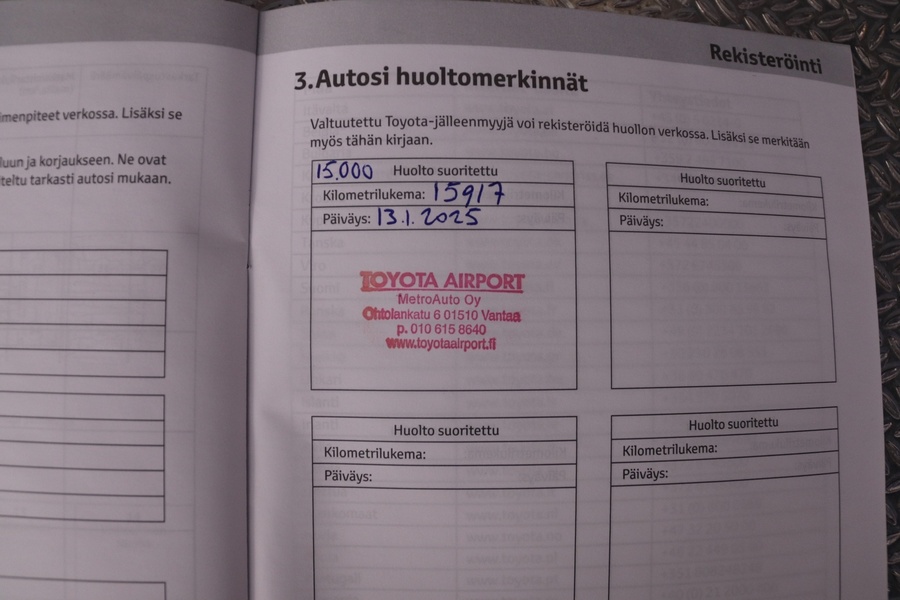 imenpiteet verkossa. Lisäksi se
luun ja korjaukseen. Ne ovat
teltu tarkasti autosi mukaan.
Rekisteröinti
3. Autosi huoltomerkinnät
Valtuutettu Toyota-jälleenmyyjä voi rekisteröidä huollon verkossa. Lisäksi se merkitään
myös tähän kirjaan.
15.000 Huolto suoritettu
Kilometrilukema: 15917
Päiväys: 13.1.2025
TOYOTA AIRPORT
MetroAuto Oy
Ohtolankatu 6 01510 Vantaa
p. 010 615 8640
www.toyotaairport.fi
Huolto suoritettu
Kilometrilukema:
Päiväys:
Huolto suoritettu
Kilometrilukema:
Päiväys:
Huolto suoritettu
Kilometrilukema:
Päiväys: